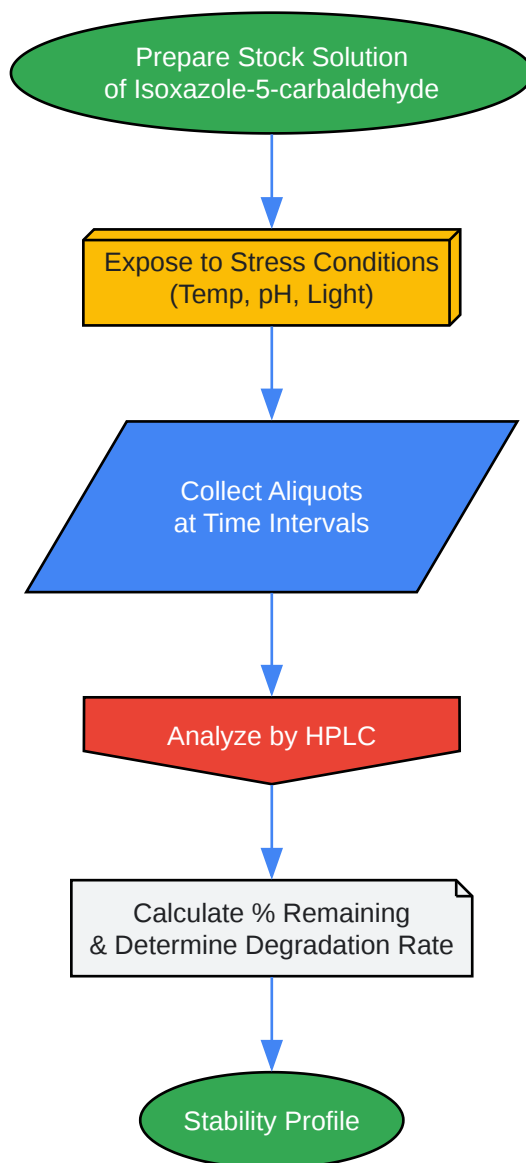 Prepare Stock Solution
of Isoxazole-5-carbaldehyde
Expose to Stress Conditions
(Temp, pH, Light)
Collect Aliquots
at Time Intervals
Analyze by HPLC
Calculate % Remaining
& Determine Degradation Rate
Stability Profile